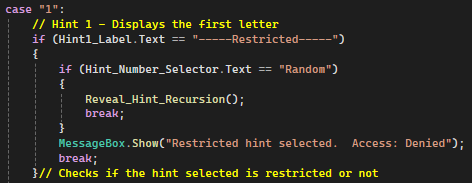 case "1":
// Hint 1 - Displays the first letter
if (Hint1_Label.Text == "-----Restricted-----")
{
if (Hint_Number_Selector.Text == "Random")
{
Reveal_Hint_Recursion();
break;
}
MessageBox.Show("Restricted hint selected.  Access: Denied");
break;
}// Checks if the hint selected is restricted or not